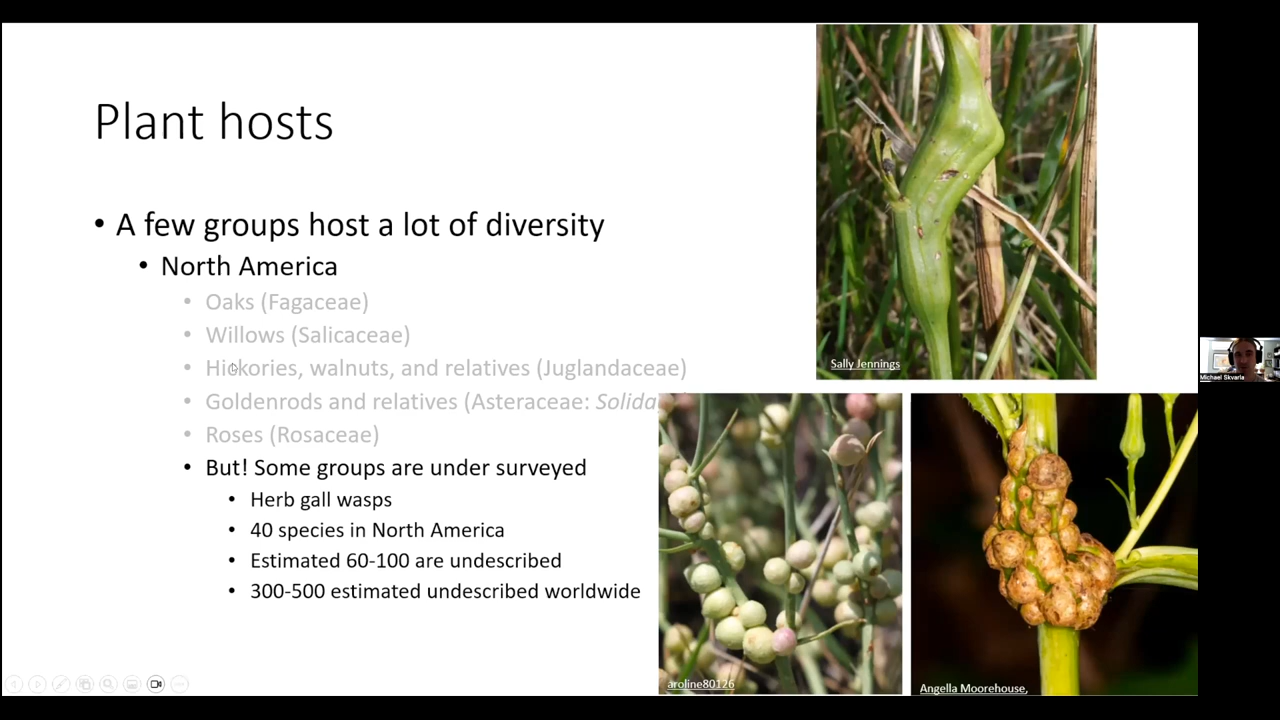 Plant hosts
• A few groups host a lot of diversity
• North America
• Oaks (Fagaceae)
• Willows (Salicaceae)
• Hickories, walnuts, and relatives (Juglandaceae)
• Goldenrods and relatives (Asteraceae: Solida
• Roses (Rosaceae)
• But! Some groups are under surveyed
• Herb gall wasps
• 40 species in North America
• Estimated 60-100 are undescribed
• 300-500 estimated undescribed worldwide
Sally Jennings
aroline80126
Angella Moorehouse,
Michael Skvarla